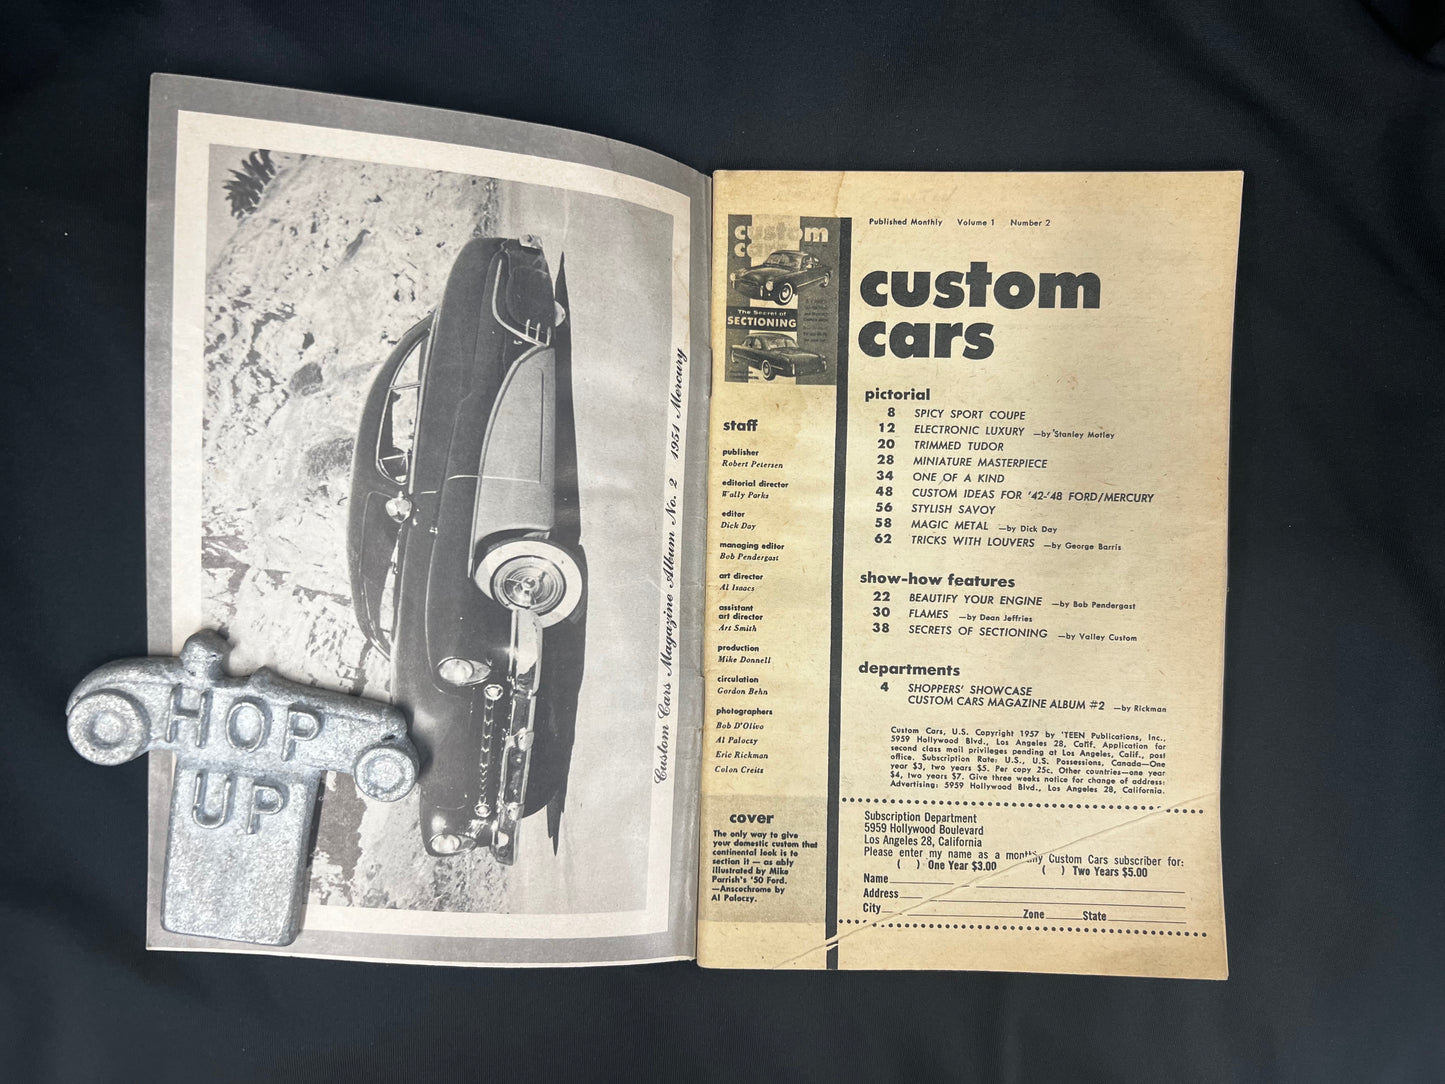 Custom Cars Magazine Album No. 2 1951 Mercury
HOP
UP
custom
cars
The Secret of
SECTIONING
staff
publisher
Robert Petersen
editorial director
Wally Parks
editor
Dick Day
managing editor
Bob Pendergast
art director
Al Isaacs
assistant
art director
Art Smith
production
Mike Donnell
circulation
Gordon Behn
photographers
Bob D'Olivo
Al Paloczy
Eric Rickman
Colon Creitz
cover
The only way to give
your domestic custom that
continental look is to
section it — as ably
illustrated by Mike
Parrish's '50 Ford.
—Anscochrome by
Al Paloczy.
Published Monthly Volume 1 Number 2
custom
cars
pictorial
8 SPICY SPORT COUPE
12 ELECTRONIC LUXURY —by Stanley Motley
20 TRIMMED TUDOR
28 MINIATURE MASTERPIECE
34 ONE OF A KIND
48 CUSTOM IDEAS FOR '42-'48 FORD/MERCURY
56 STYLISH SAVOY
58 MAGIC METAL —by Dick Day
62 TRICKS WITH LOUVERS —by George Barris
show-how features
22 BEAUTIFY YOUR ENGINE —by Bob Pendergast
30 FLAMES —by Dean Jeffries
38 SECRETS OF SECTIONING —by Valley Custom
departments
4 SHOPPERS' SHOWCASE
CUSTOM CARS MAGAZINE ALBUM #2 —by Rickman
Custom Cars, U.S. Copyright 1957 by 'TEEN Publications, Inc.,
5959 Hollywood Blvd., Los Angeles 28, Calif. Application for
second class mail privileges pending at Los Angeles, Calif., post
office. Subscription Rate: U.S., U.S. Possessions, Canada—One
year $3, two years $5. Per copy 25c. Other countries—one year
$4, two years $7. Give three weeks notice for change of address:
Advertising: 5959 Hollywood Blvd., Los Angeles 28, California.
Subscription Department
5959 Hollywood Boulevard
Los Angeles 28, California
Please enter my name as a monthly Custom Cars subscriber for:
( ) One Year $3.00 ( ) Two Years $5.00
Name
Address
City Zone State